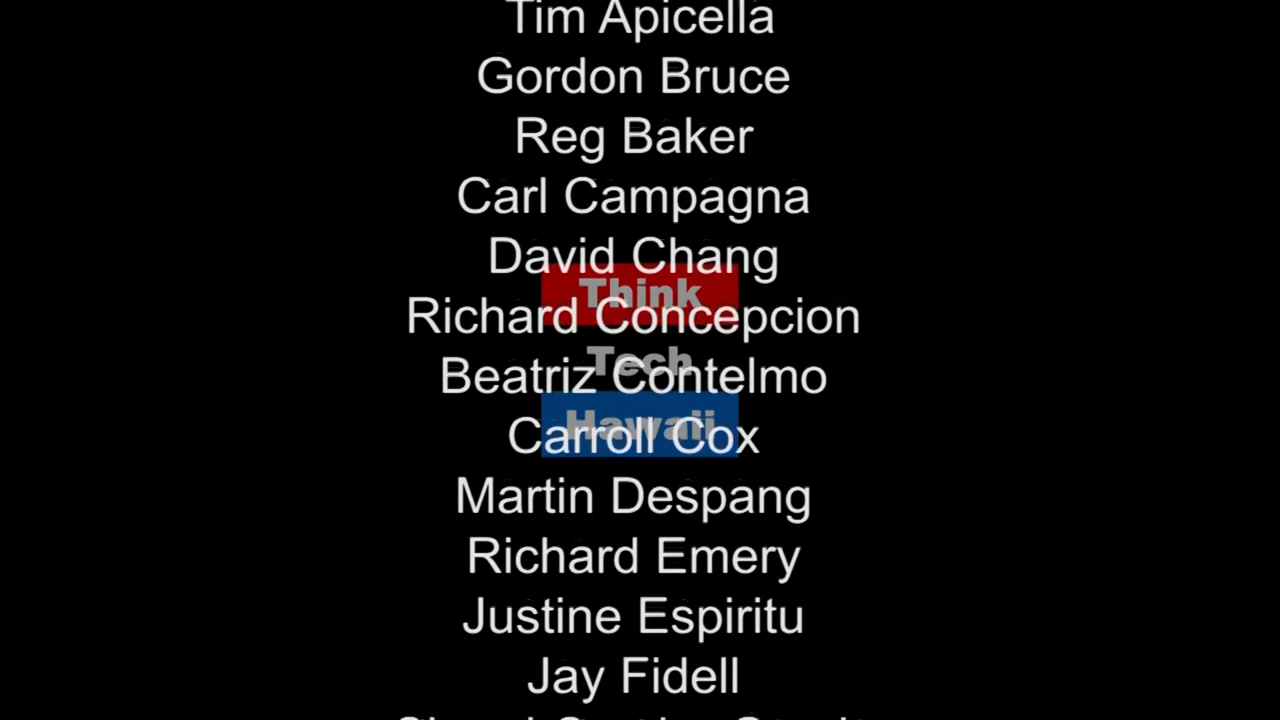 Tim Apicella
Gordon Bruce
Reg Baker
Carl Campagna
David Chang
Think
Richard Concepcion
Tech
Beatriz Contelmo
Hawaii
Carroll Cox
Martin Despang
Richard Emery
Justine Espiritu
Jay Fidell